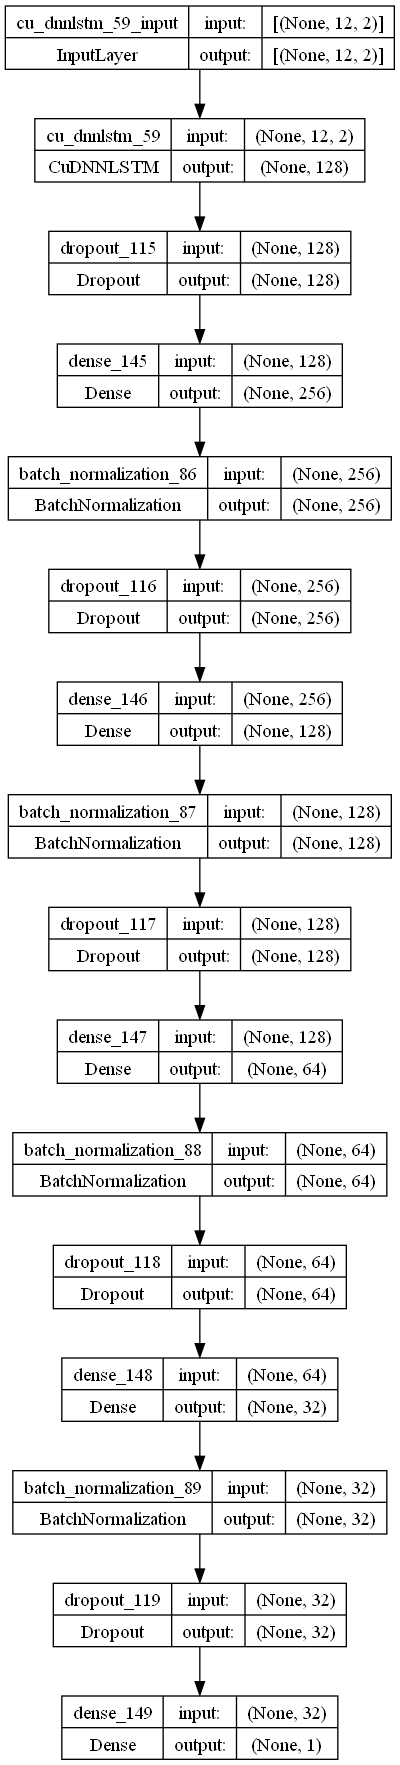 cu_dnnlstm_59_input input: [(None, 12, 2)]
InputLayer output: [(None, 12, 2)]
cu_dnnlstm_59 input: (None, 12, 2)
CuDNNLSTM output: (None, 128)
dropout_115 input: (None, 128)
Dropout output: (None, 128)
dense_145 input: (None, 128)
Dense output: (None, 256)
batch_normalization_86 input: (None, 256)
BatchNormalization output: (None, 256)
dropout_116 input: (None, 256)
Dropout output: (None, 256)
dense_146 input: (None, 256)
Dense output: (None, 128)
batch_normalization_87 input: (None, 128)
BatchNormalization output: (None, 128)
dropout_117 input: (None, 128)
Dropout output: (None, 128)
dense_147 input: (None, 128)
Dense output: (None, 64)
batch_normalization_88 input: (None, 64)
BatchNormalization output: (None, 64)
dropout_118 input: (None, 64)
Dropout output: (None, 64)
dense_148 input: (None, 64)
Dense output: (None, 32)
batch_normalization_89 input: (None, 32)
BatchNormalization output: (None, 32)
dropout_119 input: (None, 32)
Dropout output: (None, 32)
dense_149 input: (None, 32)
Dense output: (None, 1)